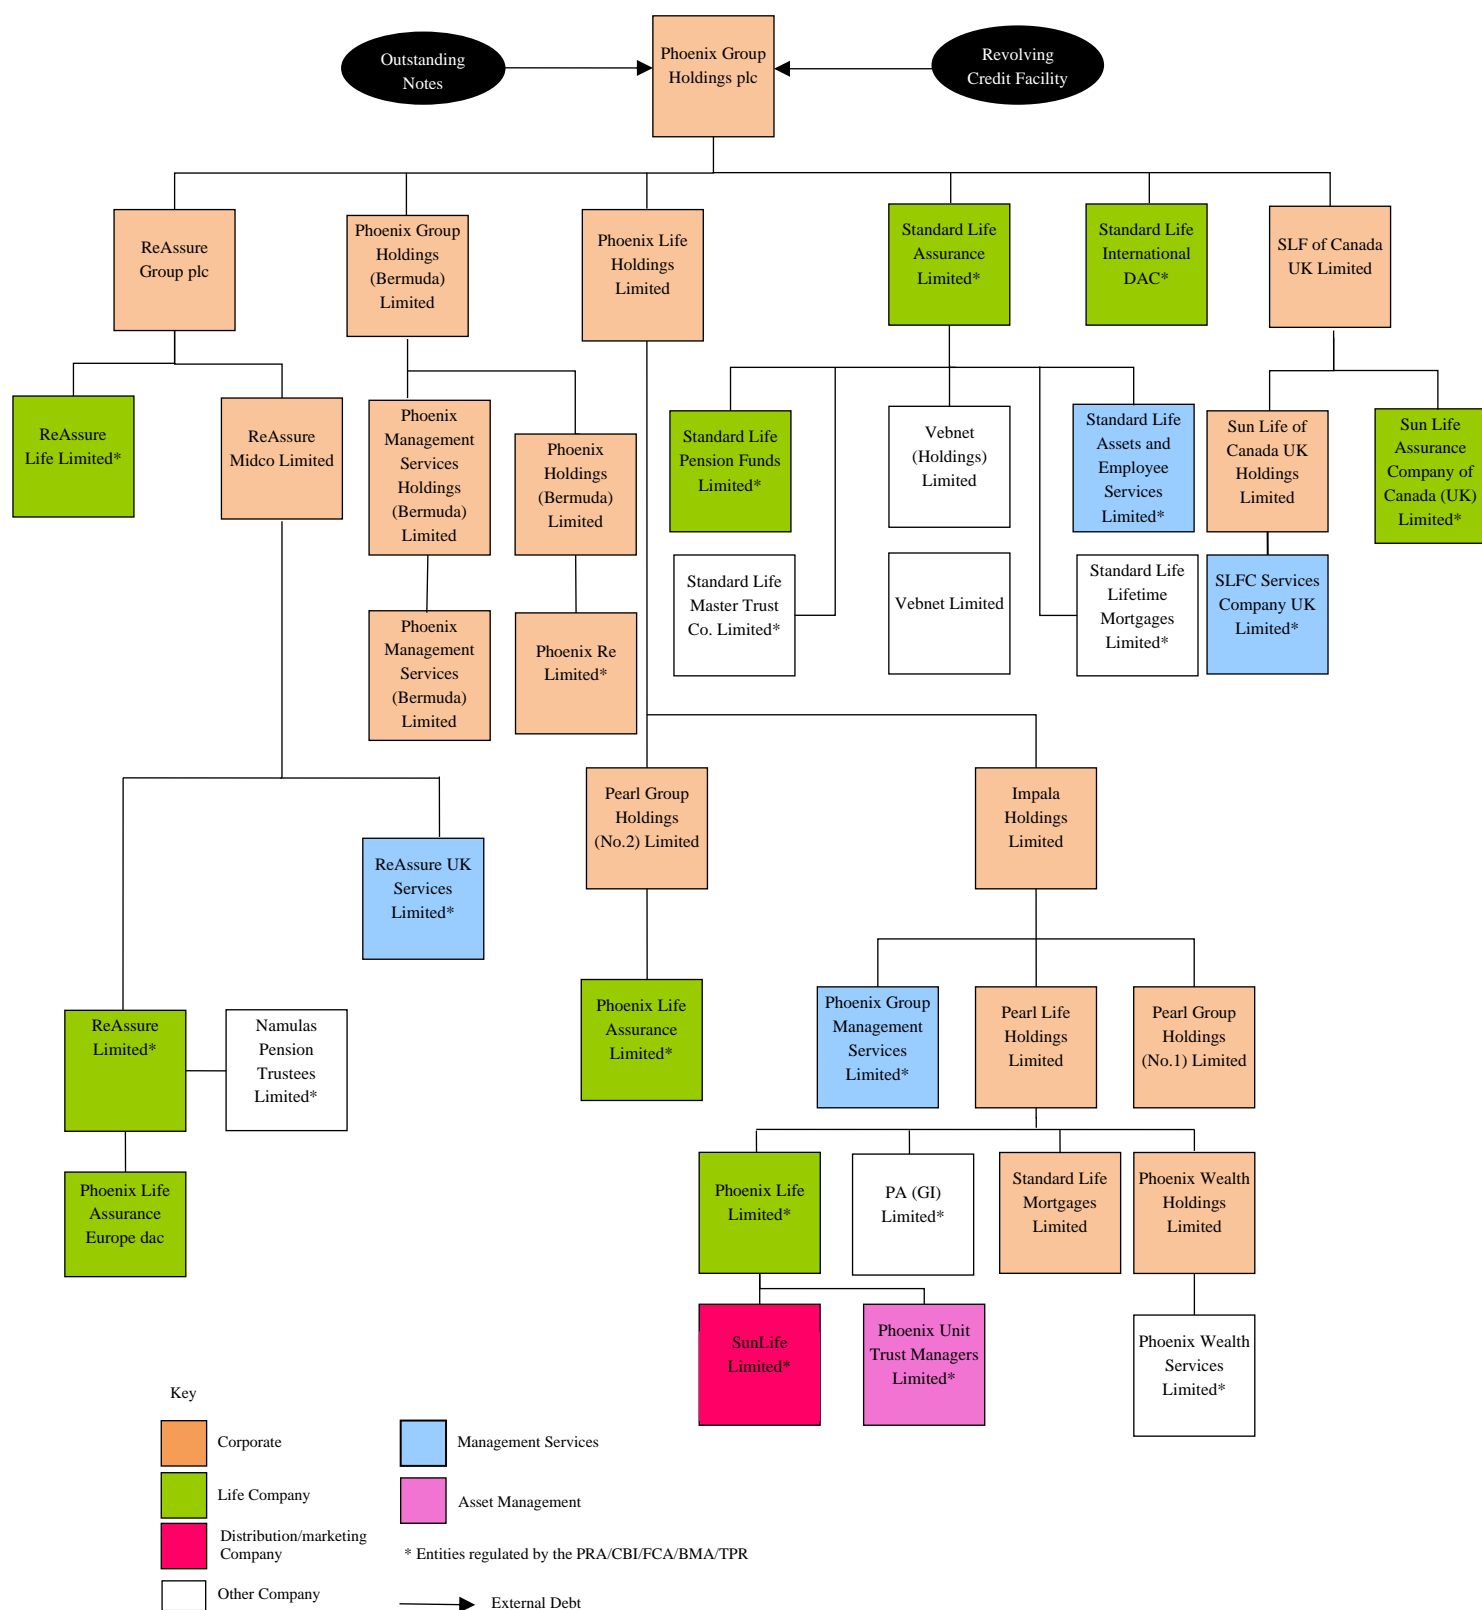 Outstanding
Notes
Phoenix Group
Holdings plc
Revolving
Credit Facility
ReAssure
Group plc
Phoenix Group
Holdings
(Bermuda)
Limited
Phoenix Life
Holdings
Limited
Standard Life
Assurance
Limited*
Standard Life
International
DAC*
SLF of Canada
UK Limited
ReAssure
Life Limited*
ReAssure
Midco Limited
Phoenix
Management
Services
Holdings
(Bermuda)
Limited
Phoenix
Holdings
(Bermuda)
Limited
Standard Life
Pension Funds
Limited*
Vebnet
(Holdings)
Limited
Standard Life
Assets and
Employee
Services
Limited*
Sun Life of
Canada UK
Holdings
Limited
Sun Life
Assurance
Company of
Canada (UK)
Limited*
Phoenix
Management
Services
(Bermuda)
Limited
Phoenix Re
Limited*
Standard Life
Master Trust
Co. Limited*
Vebnet Limited
Standard Life
Lifetime
Mortgages
Limited*
SLFC Services
Company UK
Limited*
Pearl Group
Holdings
(No.2) Limited
Impala
Holdings
Limited
ReAssure UK
Services
Limited*
Phoenix Life
Assurance
Limited*
Phoenix Group
Management
Services
Limited*
Pearl Life
Holdings
Limited
Pearl Group
Holdings
(No.1) Limited
ReAssure
Limited*
Namulas
Pension
Trustees
Limited*
Phoenix Life
Assurance
Europe dac
Phoenix Life
Limited*
PA (GI)
Limited*
Standard Life
Mortgages
Limited
Phoenix Wealth
Holdings
Limited
SunLife
Limited*
Phoenix Unit
Trust Managers
Limited*
Phoenix Wealth
Services
Limited*
Key
Corporate
Management Services
Life Company
Asset Management
Distribution/marketing
Company
* Entities regulated by the PRA/CBI/FCA/BMA/TPR
Other Company
External Debt